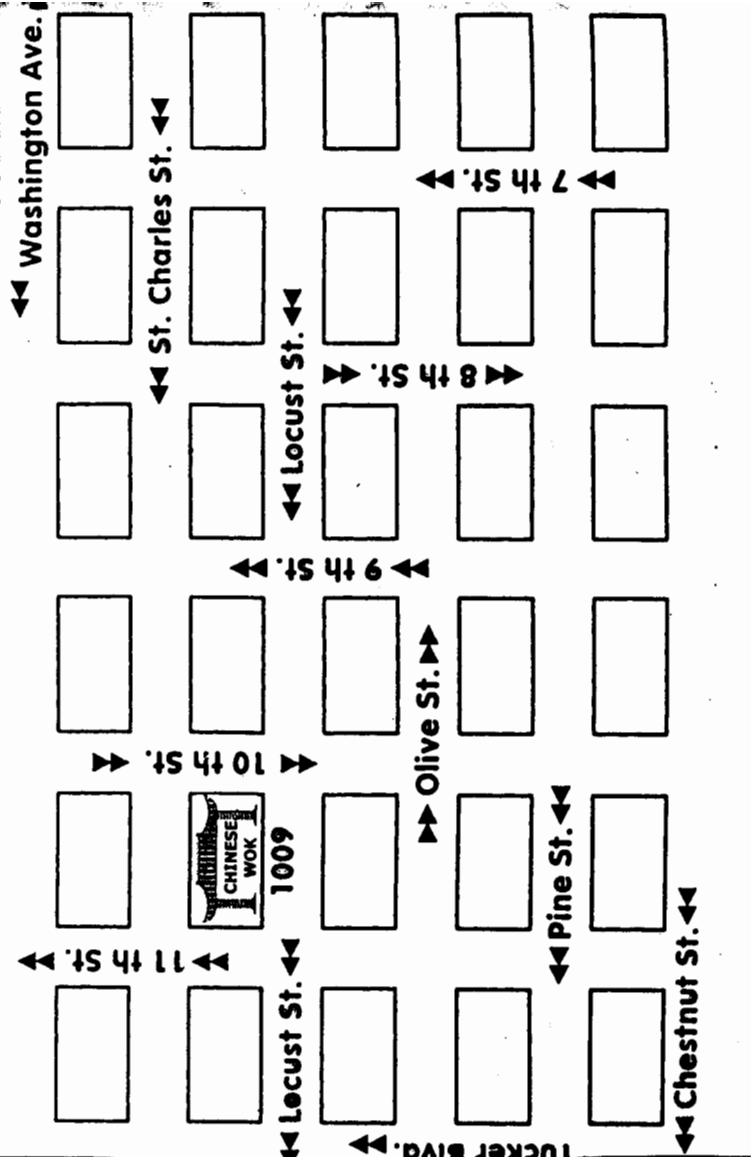 Washington Ave.
St. Charles St.
7 th St.
Locust St.
8 th St.
9 th St.
Olive St.
10 th St.
CHINESE
WOK
1009
Pine St.
11 th St.
Locust St.
Chestnut St.
Tucker Blvd.